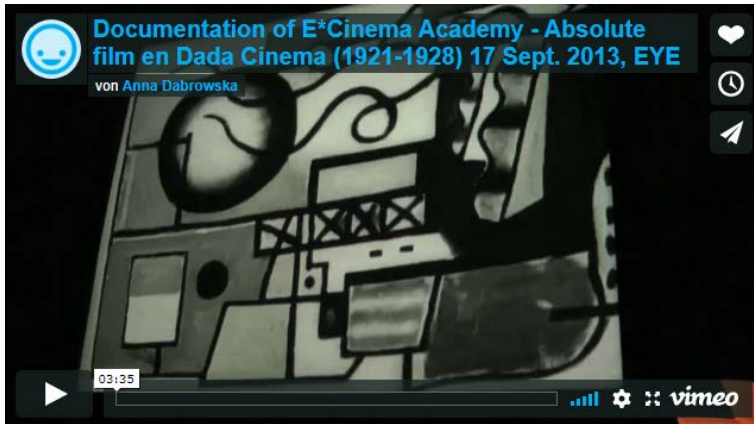 Documentation of E*Cinema Academy - Absolute
film en Dada Cinema (1921-1928) 17 Sept. 2013, EYE
von Anna Dabrowska
03:35
vimeo